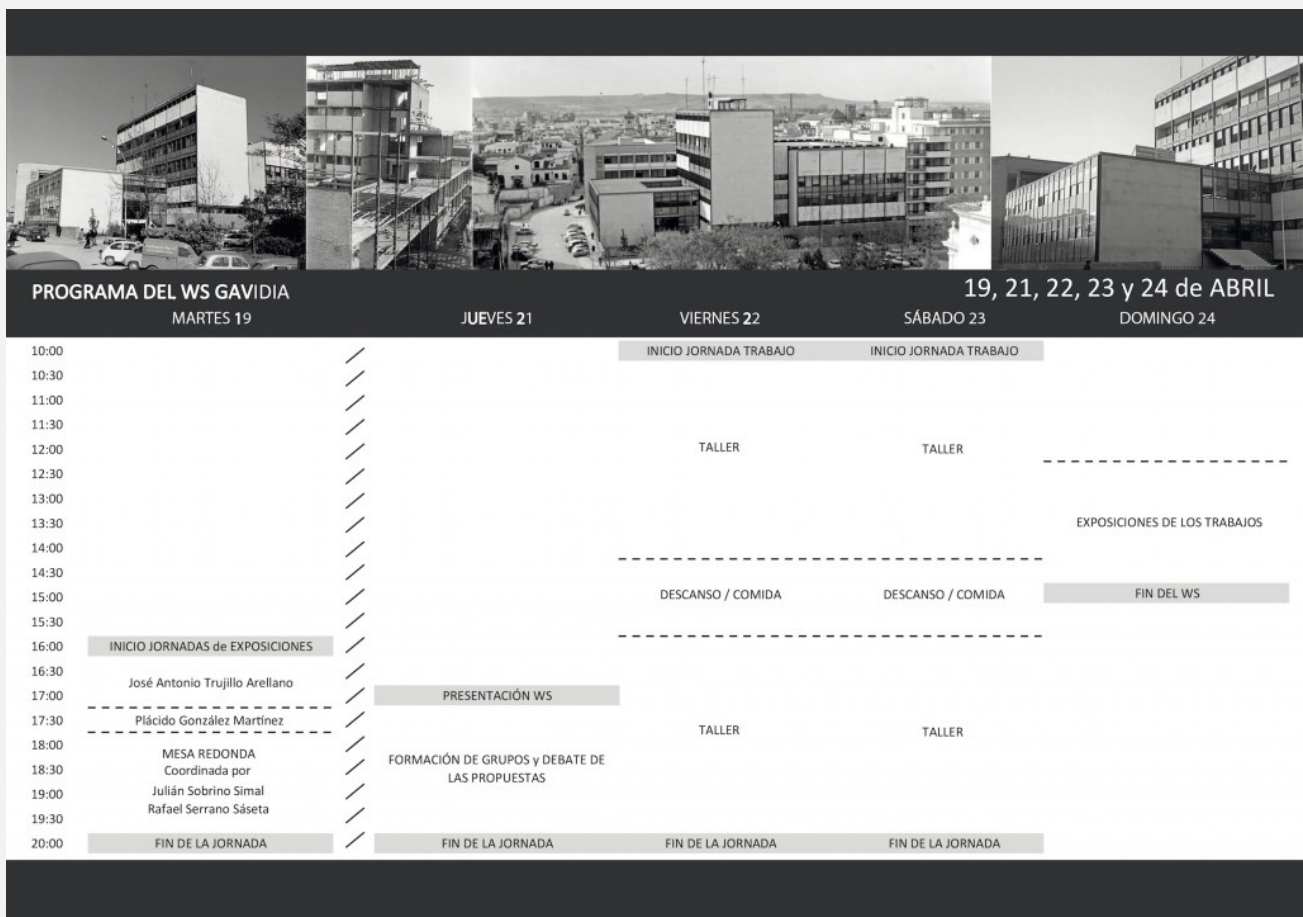 PROGRAMA DEL WS GAVIDIA
19, 21, 22, 23 y 24 de ABRIL
MARTES 19
JUEVES 21
VIERNES 22
SÁBADO 23
DOMINGO 24
10:00
INICIO JORNADA TRABAJO
INICIO JORNADA TRABAJO
10:30
11:00
11:30
12:00
TALLER
TALLER
12:30
13:00
13:30
EXPOSICIONES DE LOS TRABAJOS
14:00
14:30
15:00
DESCANSO / COMIDA
DESCANSO / COMIDA
FIN DEL WS
15:30
16:00
INICIO JORNADAS de EXPOSICIONES
16:30
José Antonio Trujillo Arellano
17:00
PRESENTACIÓN WS
17:30
Plácido González Martínez
TALLER
TALLER
18:00
MESA REDONDA
FORMACIÓN DE GRUPOS y DEBATE DE
18:30
Coordinada por
LAS PROPUESTAS
19:00
Julián Sobrino Simal
Rafael Serrano Sáseta
19:30
20:00
FIN DE LA JORNADA
FIN DE LA JORNADA
FIN DE LA JORNADA
FIN DE LA JORNADA